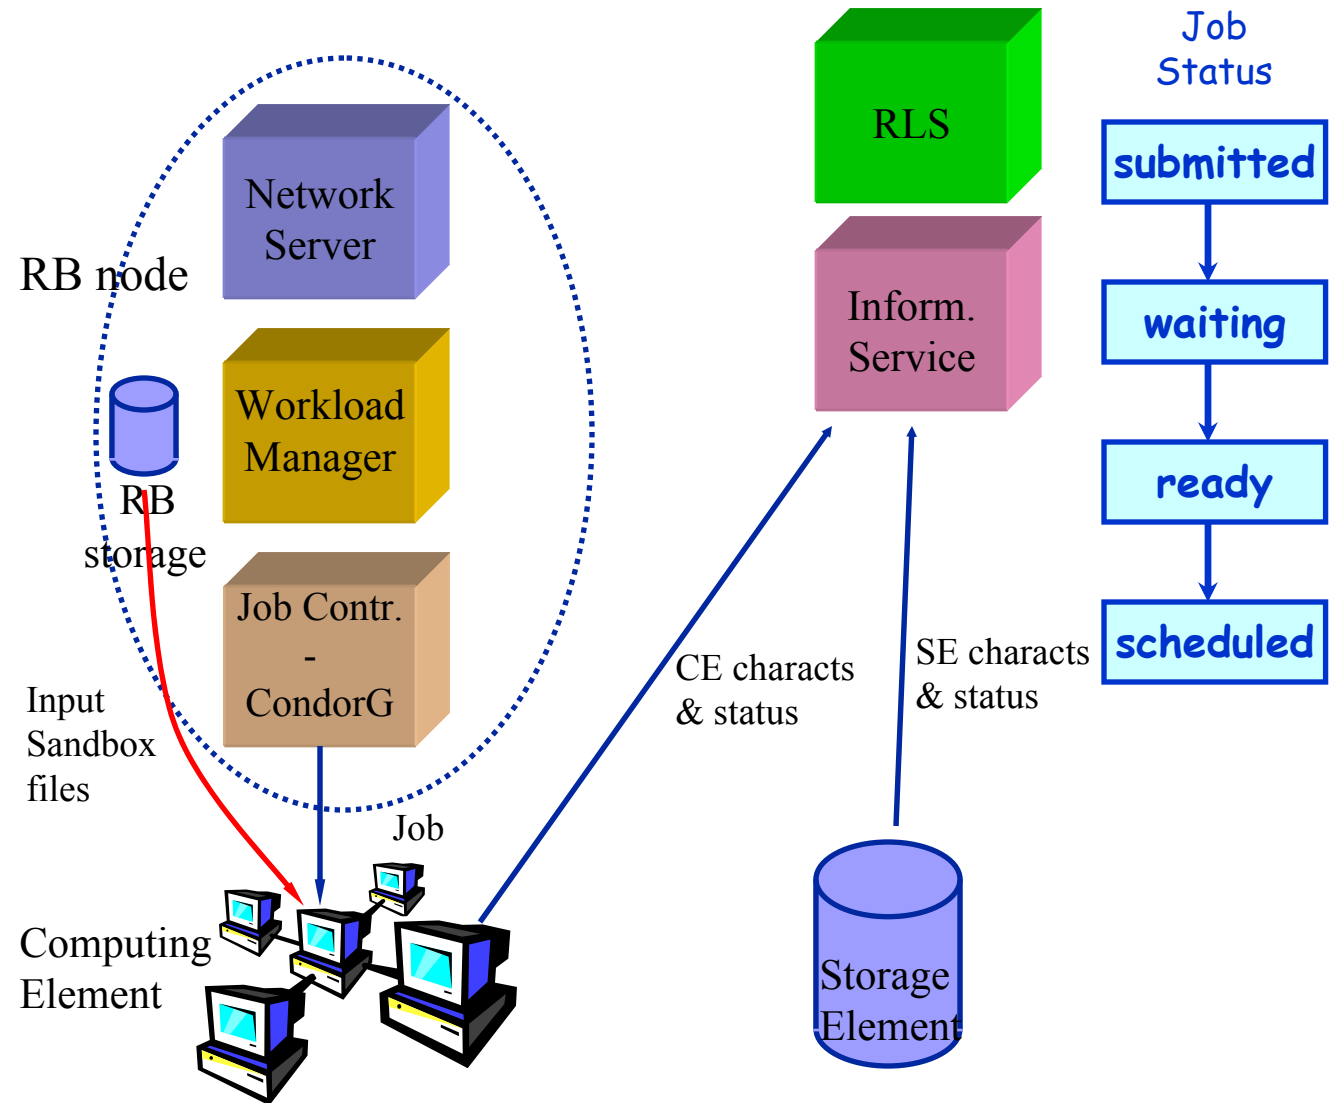 RB node
Network
Server
Workload
Manager
RB
storage
Job Contr.
-
CondorG
Input
Sandbox
files
Job
Computing
Element
RLS
Inform.
Service
CE characts
& status
SE characts
& status
Storage
Element
Job
Status
submitted
waiting
ready
scheduled